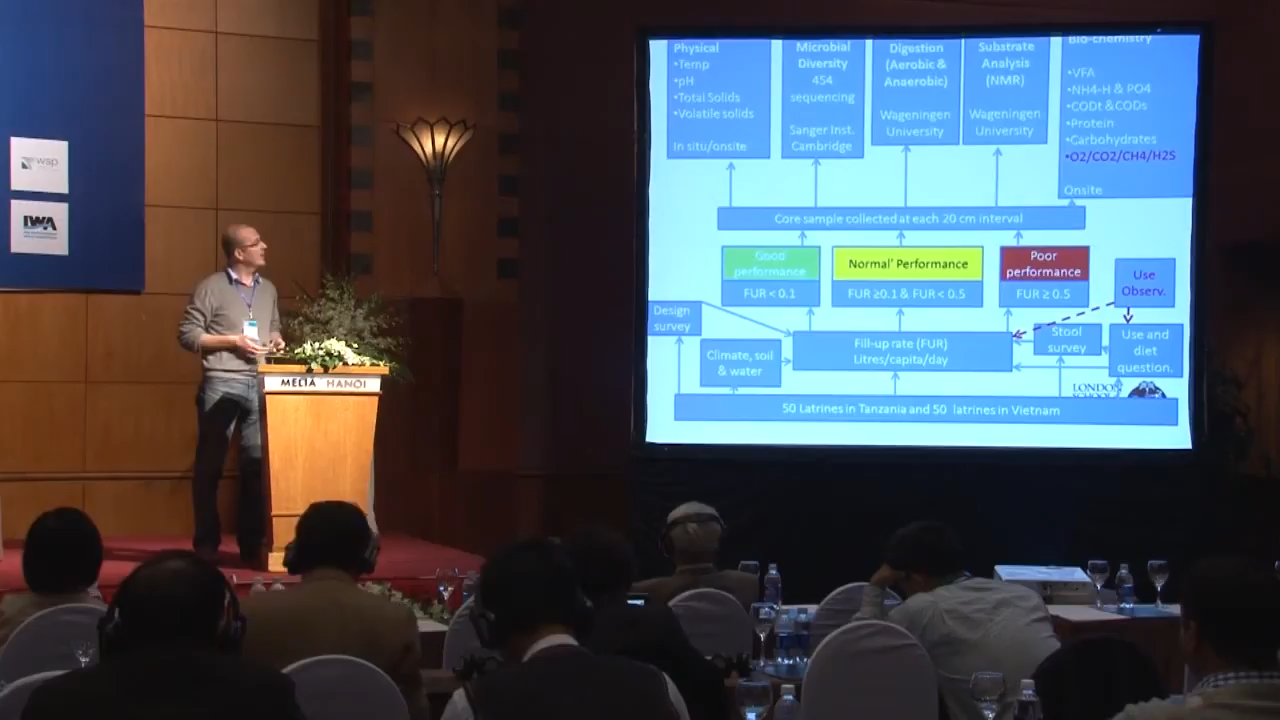 wsp
IWA
MELIÃ HANOI
Physical
•Temp
•pH
•Total Solids
•Volatile solids
In situ/onsite
Microbial
Diversity
454
sequencing
Sanger Inst.
Cambridge
Digestion
(Aerobic &
Anaerobic)
Wageningen
University
Substrate
Analysis
(NMR)
Wageningen
University
Bio-chemistry
•VFA
•NH4-H & PO4
•CODt &CODs
•Protein
•Carbohydrates
•O2/CO2/CH4/H2S
Onsite
Core sample collected at each 20 cm interval
Good
performance
FUR < 0.1
Normal' Performance
FUR ≥0.1 & FUR < 0.5
Poor
performance
FUR ≥ 0.5
Use
Observ.
Design
survey
Climate, soil
& water
Fill-up rate (FUR)
Litres/capita/day
Stool
survey
Use and
diet
question.
LONDON
50 Latrines in Tanzania and 50 latrines in Vietnam